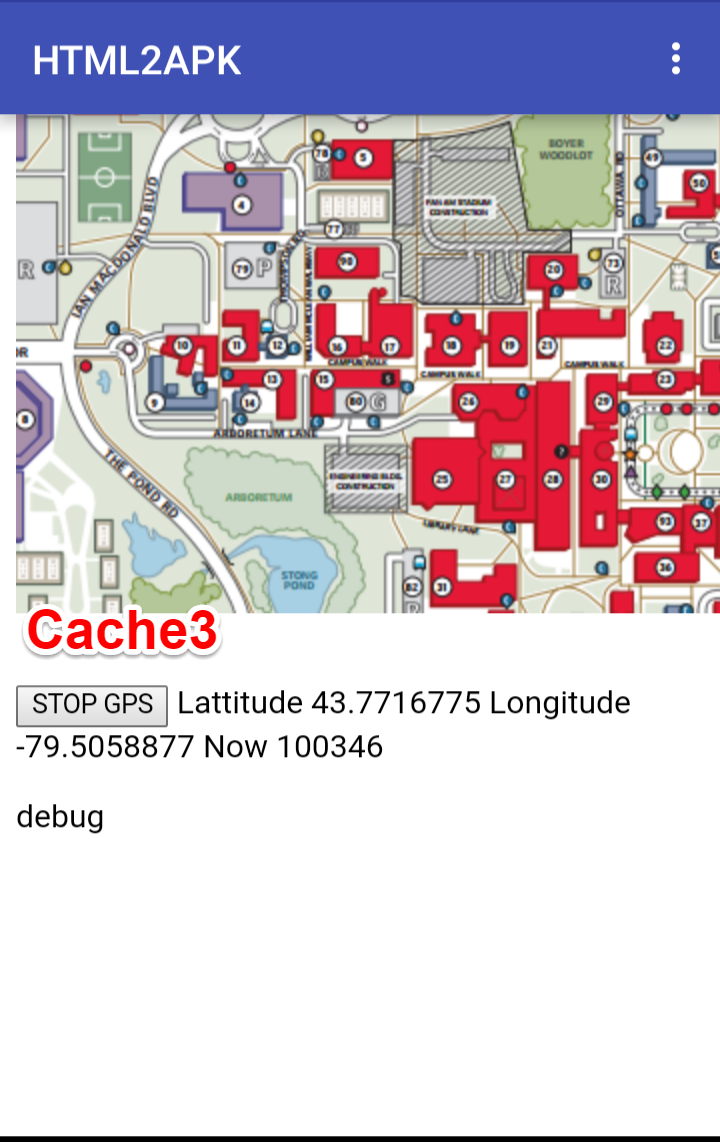 HTML2APK
BOYER
WOODLOT
OTTAWA RD
49
78
5
50
4
PAN AM STADIUM
CONSTRUCTION
IAN MACDONALD BLVD
77
THOMPSON RD
79 P
98
20
73
R
R
10
11
12
16
17
18
19
21
22
CAMPUS WALK
CAMPUS WALK
CAMPUS WALK
13
15
S
23
9
14
80 G
26
29
8
ARBORETUM LANE
THE POND RD
ENGINEERING BLDG.
CONSTRUCTION
25
27
28
30
ARBORETUM
LIBRARY LANE
93
37
STONG
POND
82
31
36
Cache3
STOP GPS Lattitude 43.7716775 Longitude
-79.5058877 Now 100346
debug